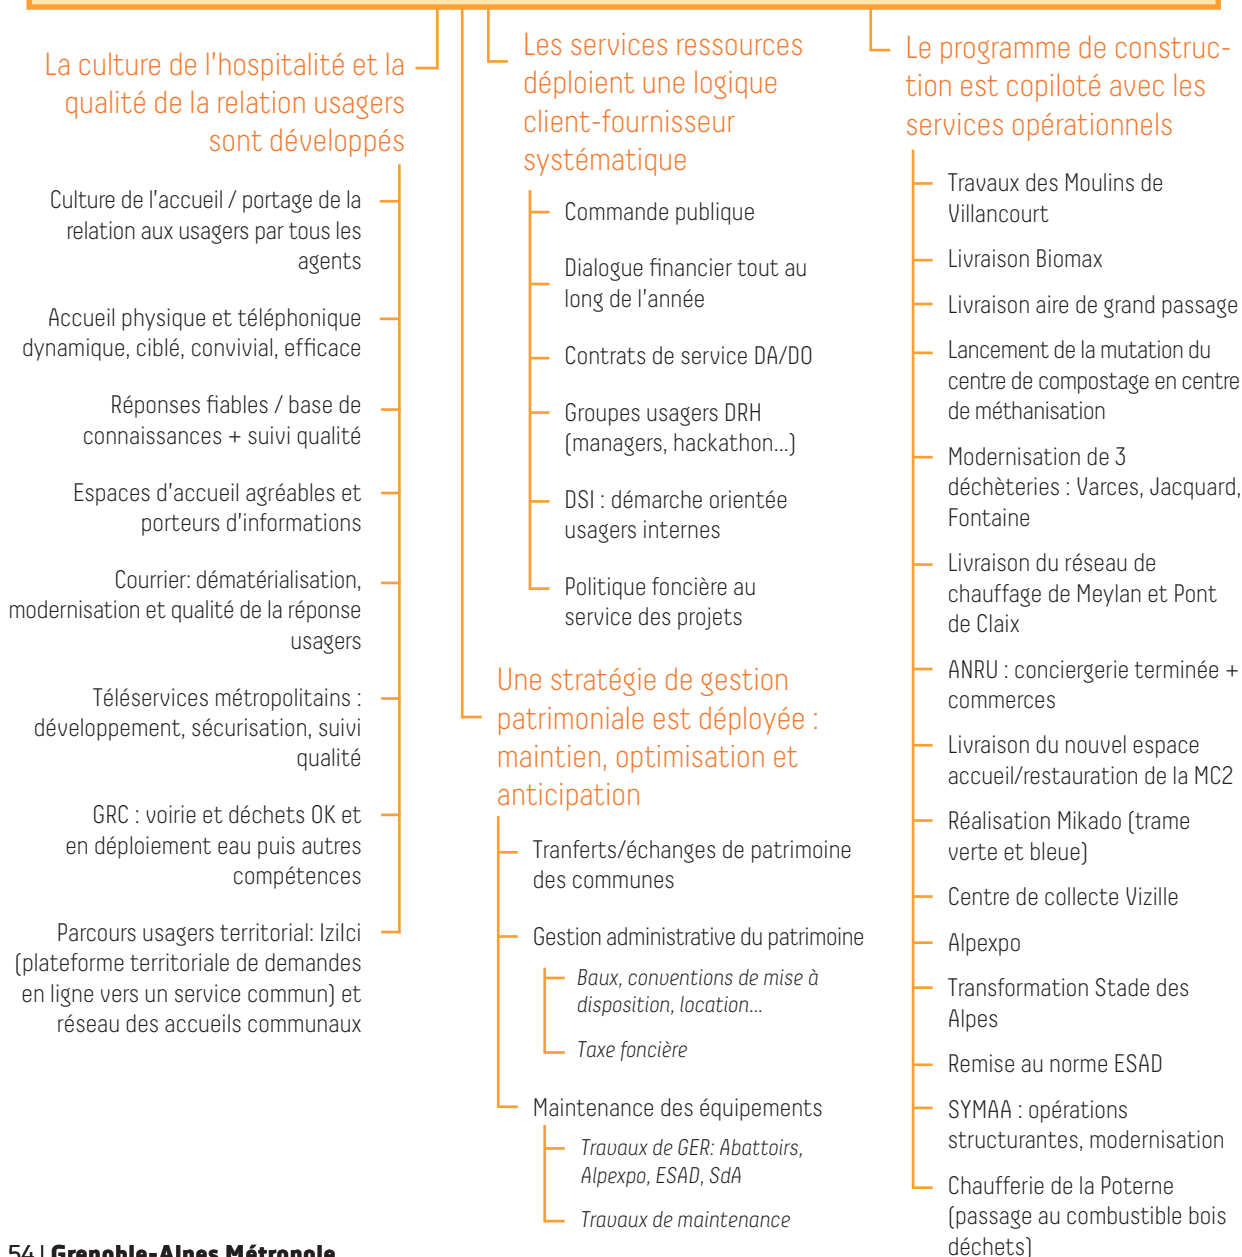 La culture de l'hospitalité et la
qualité de la relation usagers
sont développés
Culture de l'accueil / portage de la
relation aux usagers par tous les
agents
Accueil physique et téléphonique
dynamique, ciblé, convivial, efficace
Réponses fiables / base de
connaissances + suivi qualité
Espaces d'accueil agréables et
porteurs d'informations
Courrier: dématérialisation,
modernisation et qualité de la réponse
usagers
Téléservices métropolitains :
développement, sécurisation, suivi
qualité
GRC : voirie et déchets OK et
en déploiement eau puis autres
compétences
Parcours usagers territorial: Izilci
(plateforme territoriale de demandes
en ligne vers un service commun) et
réseau des accueils communaux
Les services ressources
déploient une logique
client-fournisseur
systématique
Commande publique
Dialogue financier tout au
long de l'année
Contrats de service DA/DO
Groupes usagers DRH
(managers, hackathon...)
DSI : démarche orientée
usagers internes
Politique foncière au
service des projets
Une stratégie de gestion
patrimoniale est déployée :
maintien, optimisation et
anticipation
Tranferts/échanges de patrimoine
des communes
Gestion administrative du patrimoine
Baux, conventions de mise à
disposition, location...
Taxe foncière
Maintenance des équipements
Travaux de GER: Abattoirs,
Alpexpo, ESAD, SdA
Travaux de maintenance
Le programme de construc-
tion est copiloté avec les
services opérationnels
Travaux des Moulins de
Villancourt
Livraison Biomax
Livraison aire de grand passage
Lancement de la mutation du
centre de compostage en centre
de méthanisation
Modernisation de 3
déchèteries : Varces, Jacquard,
Fontaine
Livraison du réseau de
chauffage de Meylan et Pont
de Claix
ANRU : conciergerie terminée +
commerces
Livraison du nouvel espace
accueil/restauration de la MC2
Réalisation Mikado (trame
verte et bleue)
Centre de collecte Vizille
Alpexpo
Transformation Stade des
Alpes
Remise au norme ESAD
SYMAA : opérations
structurantes, modernisation
Chaufferie de la Poterne
(passage au combustible bois
déchets)
54 | Grenoble-Alpes Métropole